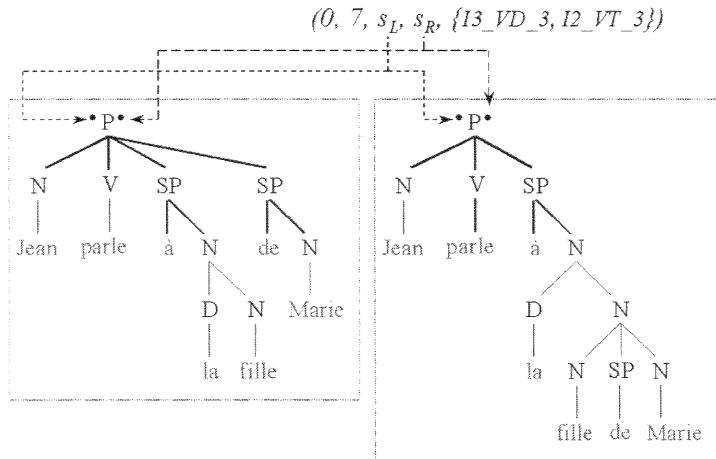 (0, 7, s_L, s_R, {I3_VD_3, I2_VT_3})
•P• •P•
N V SP SP N V SP
Jean parle à N de N Jean parle à N
D N Marie D N
la fille la N SP N
fille de Marie